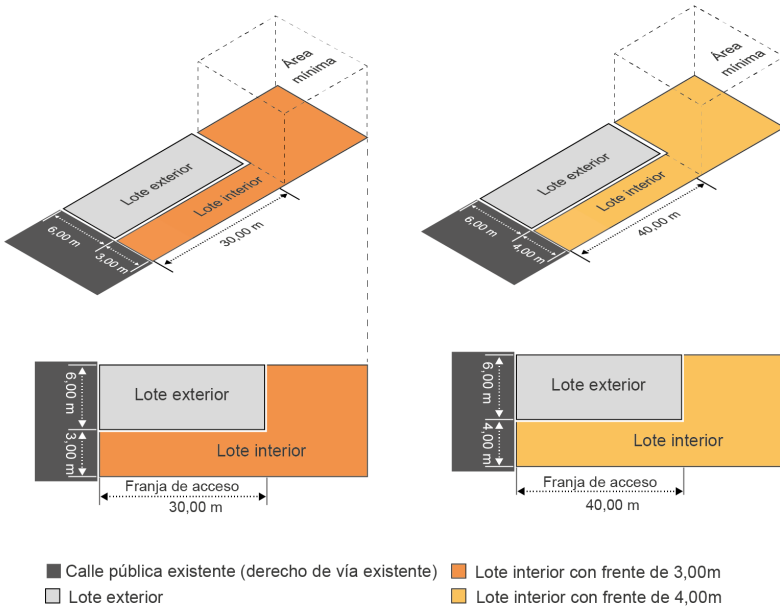 Área
mínima
Lote exterior
Lote interior
6,00 m
3,00 m
30,00 m
Área
mínima
Lote exterior
Lote interior
6,00 m
4,00 m
40,00 m
6,00 m
Lote exterior
3,00 m
Lote interior
Franja de acceso
30,00 m
6,00 m
Lote exterior
4,00 m
Lote interior
Franja de acceso
40,00 m
Calle pública existente (derecho de vía existente)
Lote interior con frente de 3,00m
Lote exterior
Lote interior con frente de 4,00m